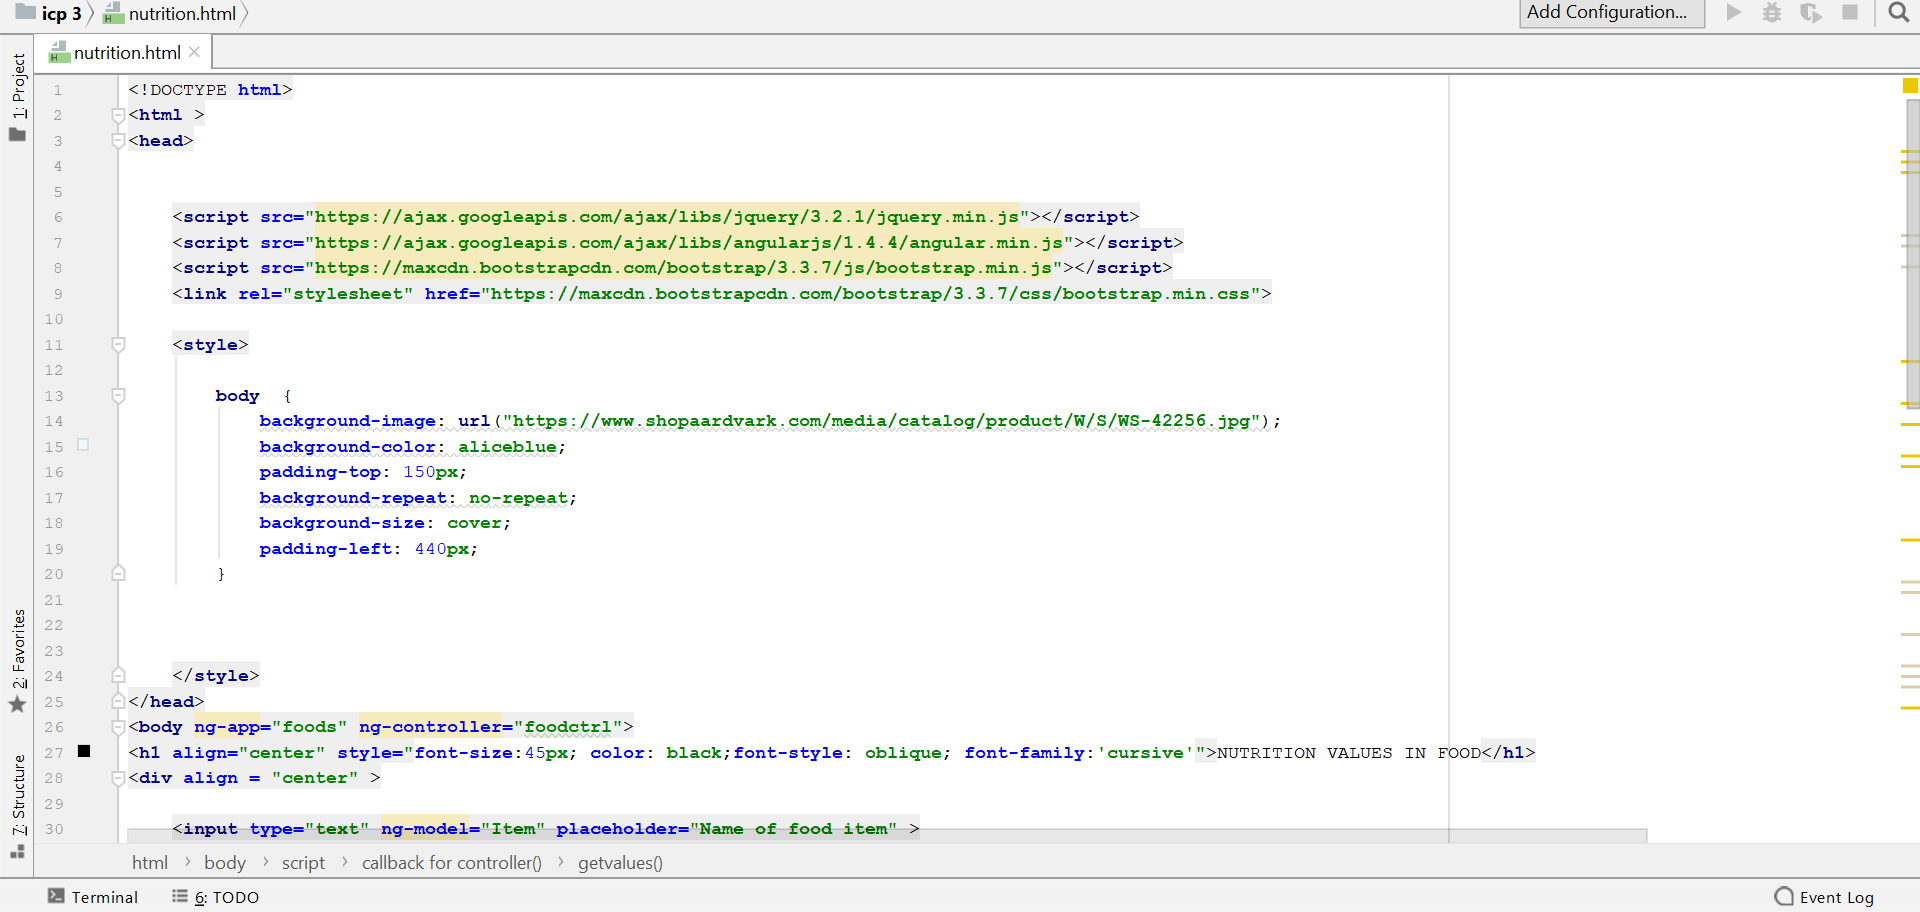 icp 3 nutrition.html Add Configuration...
nutrition.html
1: Project
2: Favorites
7: Structure
1 <!DOCTYPE html>
2 <html >
3 <head>
4
5
6 <script src="https://ajax.googleapis.com/ajax/libs/jquery/3.2.1/jquery.min.js"></script>
7 <script src="https://ajax.googleapis.com/ajax/libs/angularjs/1.4.4/angular.min.js"></script>
8 <script src="https://maxcdn.bootstrapcdn.com/bootstrap/3.3.7/js/bootstrap.min.js"></script>
9 <link rel="stylesheet" href="https://maxcdn.bootstrapcdn.com/bootstrap/3.3.7/css/bootstrap.min.css">
10
11 <style>
12
13 body  {
14 background-image: url("https://www.shopaardvark.com/media/catalog/product/W/S/WS-42256.jpg");
15 background-color: aliceblue;
16 padding-top: 150px;
17 background-repeat: no-repeat;
18 background-size: cover;
19 padding-left: 440px;
20 }
21
22
23
24 </style>
25 </head>
26 <body ng-app="foods" ng-controller="foodctrl">
27 <h1 align="center" style="font-size:45px; color: black;font-style: oblique; font-family:'cursive'">NUTRITION VALUES IN FOOD</h1>
28 <div align = "center" >
29
30 <input type="text" ng-model="Item" placeholder="Name of food item" >
html › body › script › callback for controller() › getvalues()
Terminal 6: TODO Event Log